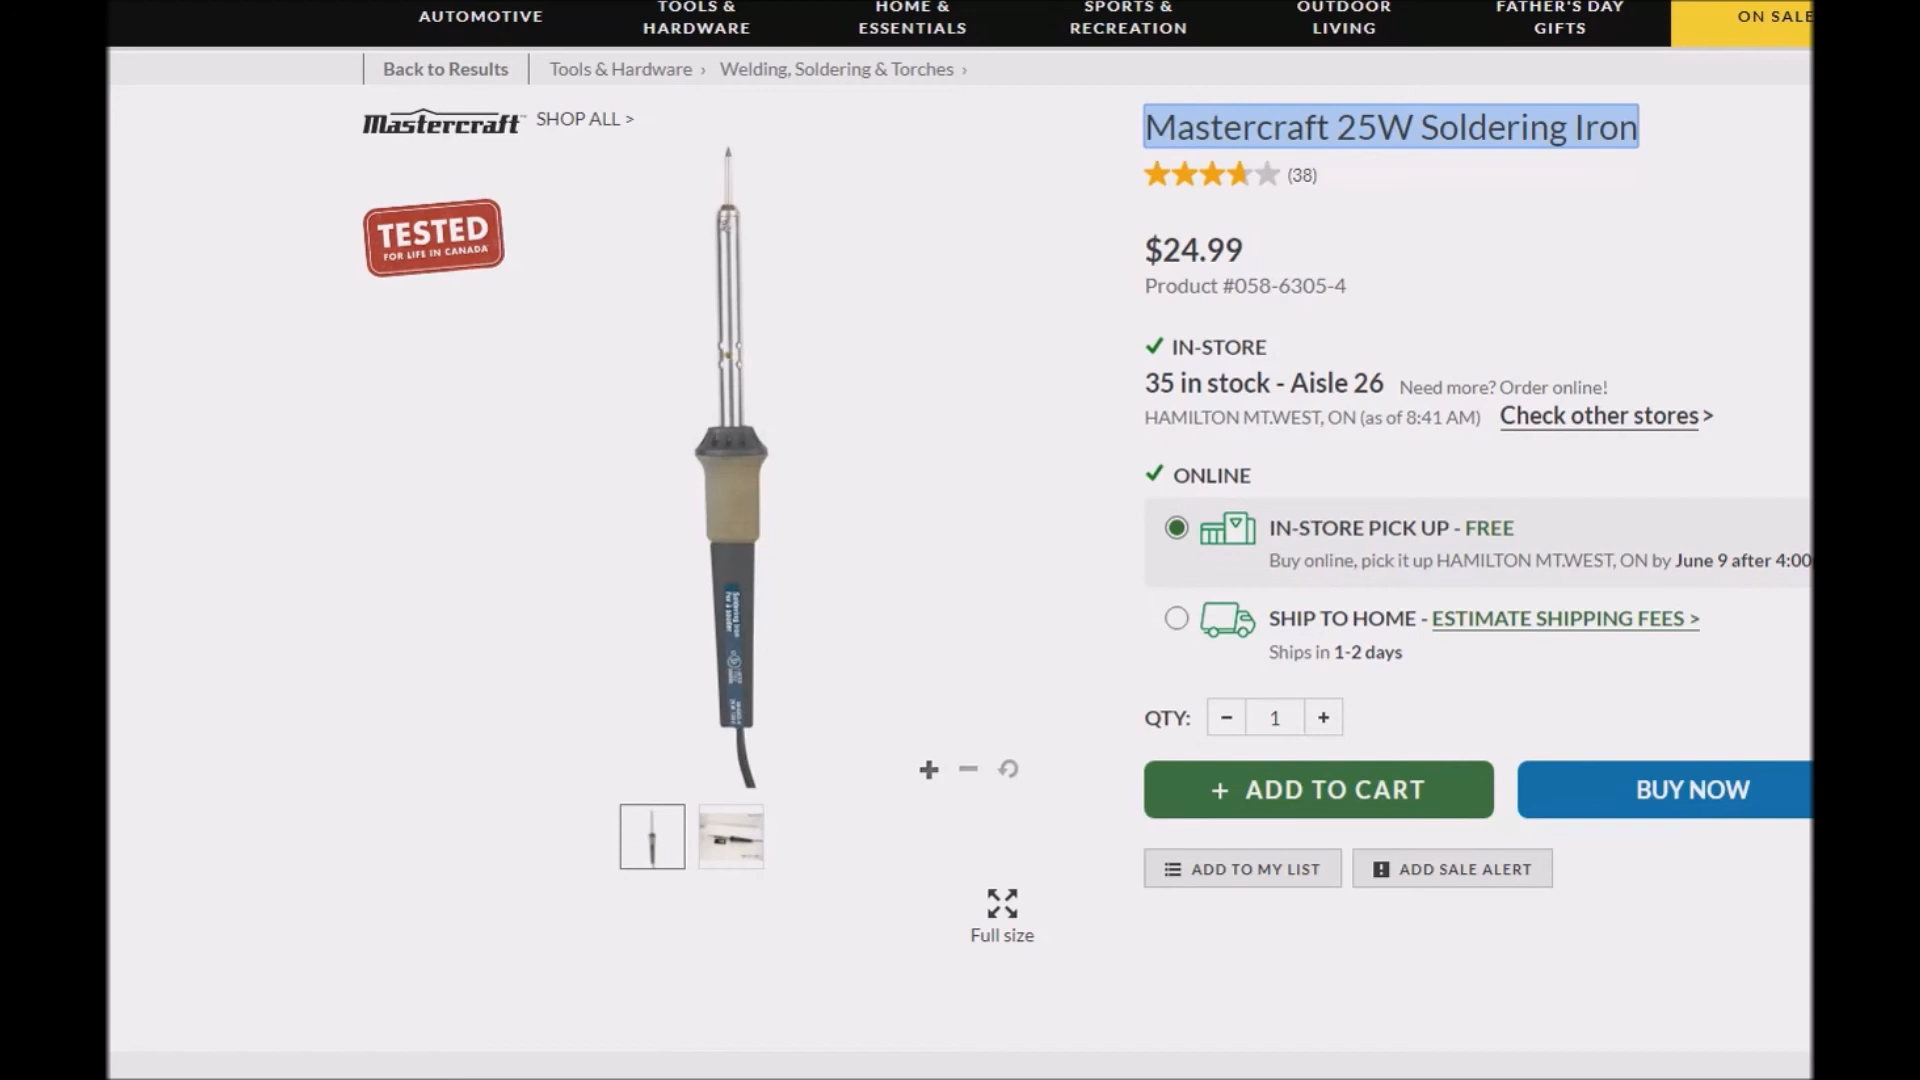 AUTOMOTIVE
TOOLS &
HARDWARE
HOME &
ESSENTIALS
SPORTS &
RECREATION
OUTDOOR
LIVING
FATHER'S DAY
GIFTS
ON SALE
Back to Results
Tools & Hardware ›
Welding, Soldering & Torches ›
Mastercraft
SHOP ALL >
TESTED
FOR LIFE IN CANADA
Soldering Iron
Mastercraft 25W Soldering Iron
(38)
$24.99
Product #058-6305-4
IN-STORE
35 in stock - Aisle 26 Need more? Order online!
HAMILTON MT.WEST, ON (as of 8:41 AM) Check other stores >
ONLINE
IN-STORE PICK UP - FREE
Buy online, pick it up HAMILTON MT.WEST, ON by June 9 after 4:00
SHIP TO HOME - ESTIMATE SHIPPING FEES >
Ships in 1-2 days
QTY: - 1 +
+ ADD TO CART
BUY NOW
ADD TO MY LIST
ADD SALE ALERT
Full size